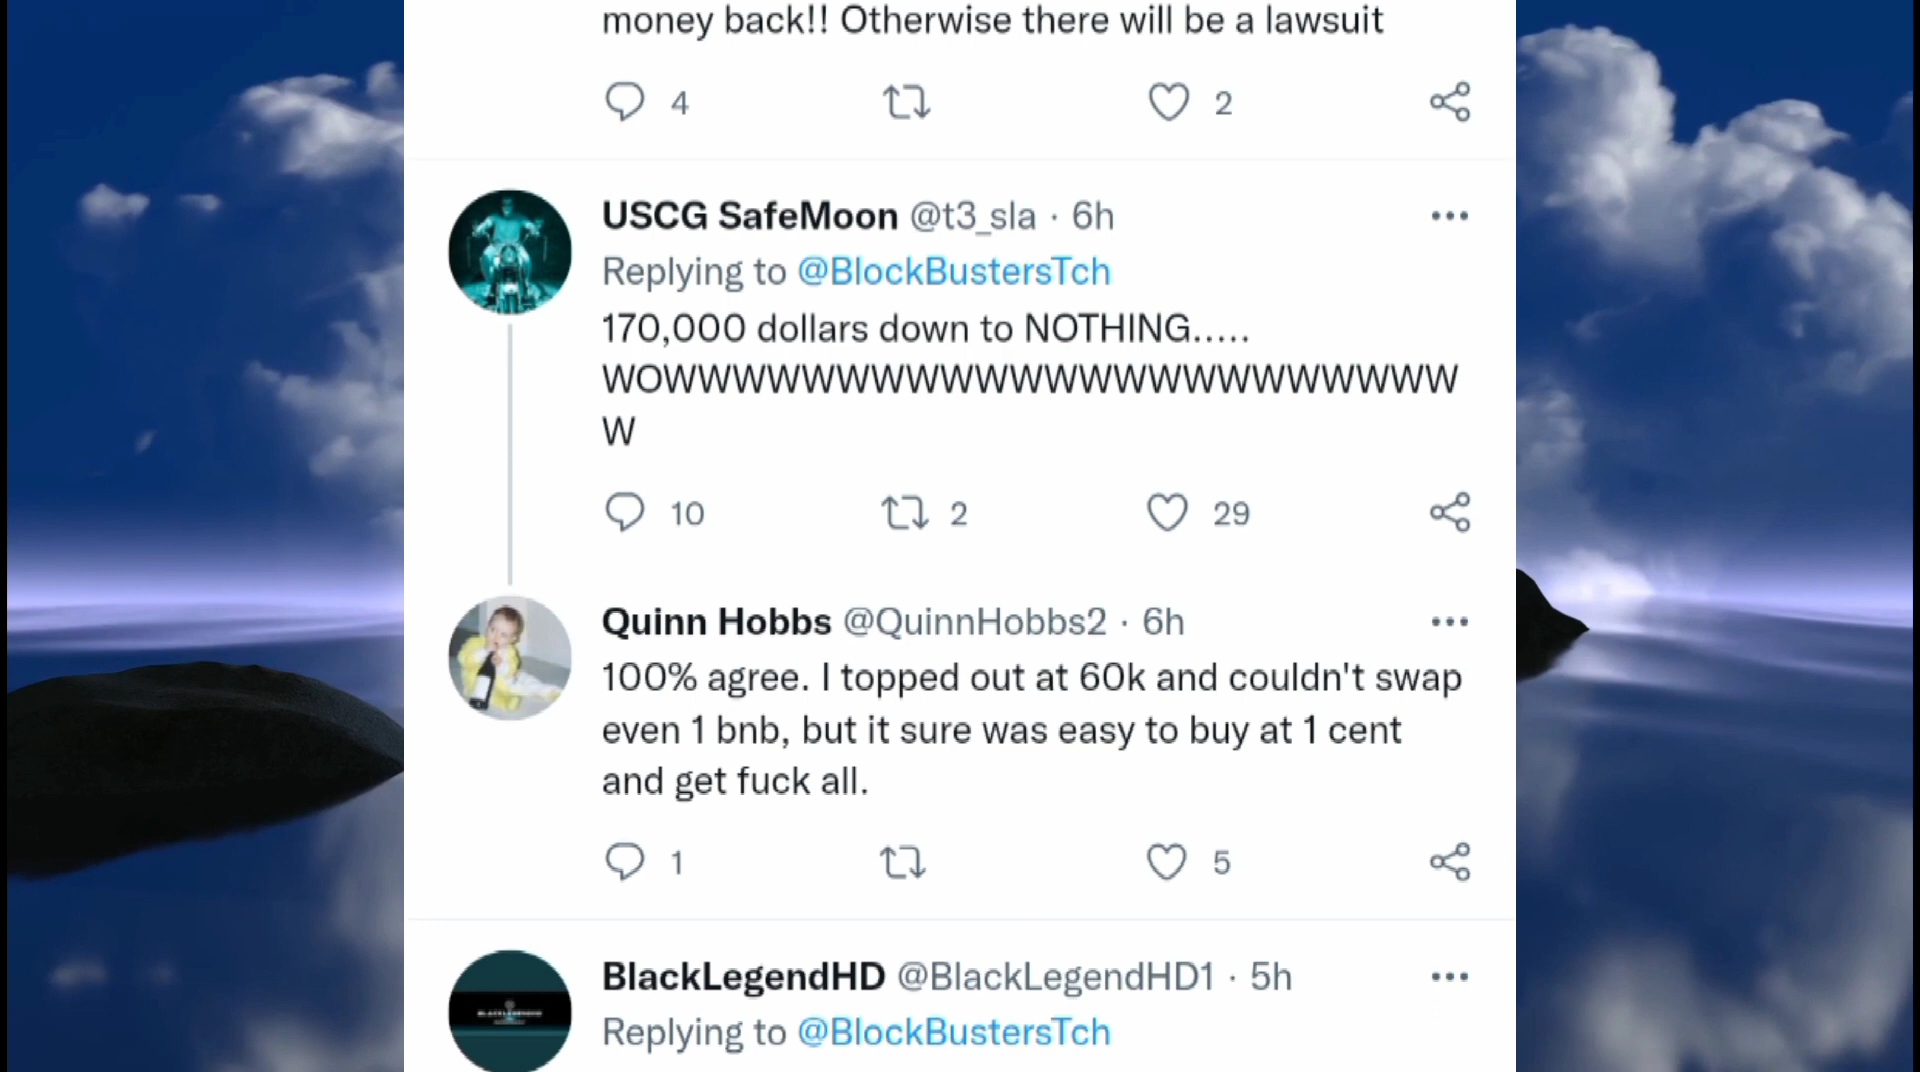 money back!! Otherwise there will be a lawsuit
4 2
USCG SafeMoon @t3_sla · 6h
Replying to @BlockBustersTch
170,000 dollars down to NOTHING.....
WOWWWWWWWWWWWWWWWWWWWWWWW
W
10 2 29
Quinn Hobbs @QuinnHobbs2 · 6h
100% agree. I topped out at 60k and couldn't swap
even 1 bnb, but it sure was easy to buy at 1 cent
and get fuck all.
1 5
BlackLegendHD @BlackLegendHD1 · 5h
Replying to @BlockBustersTch